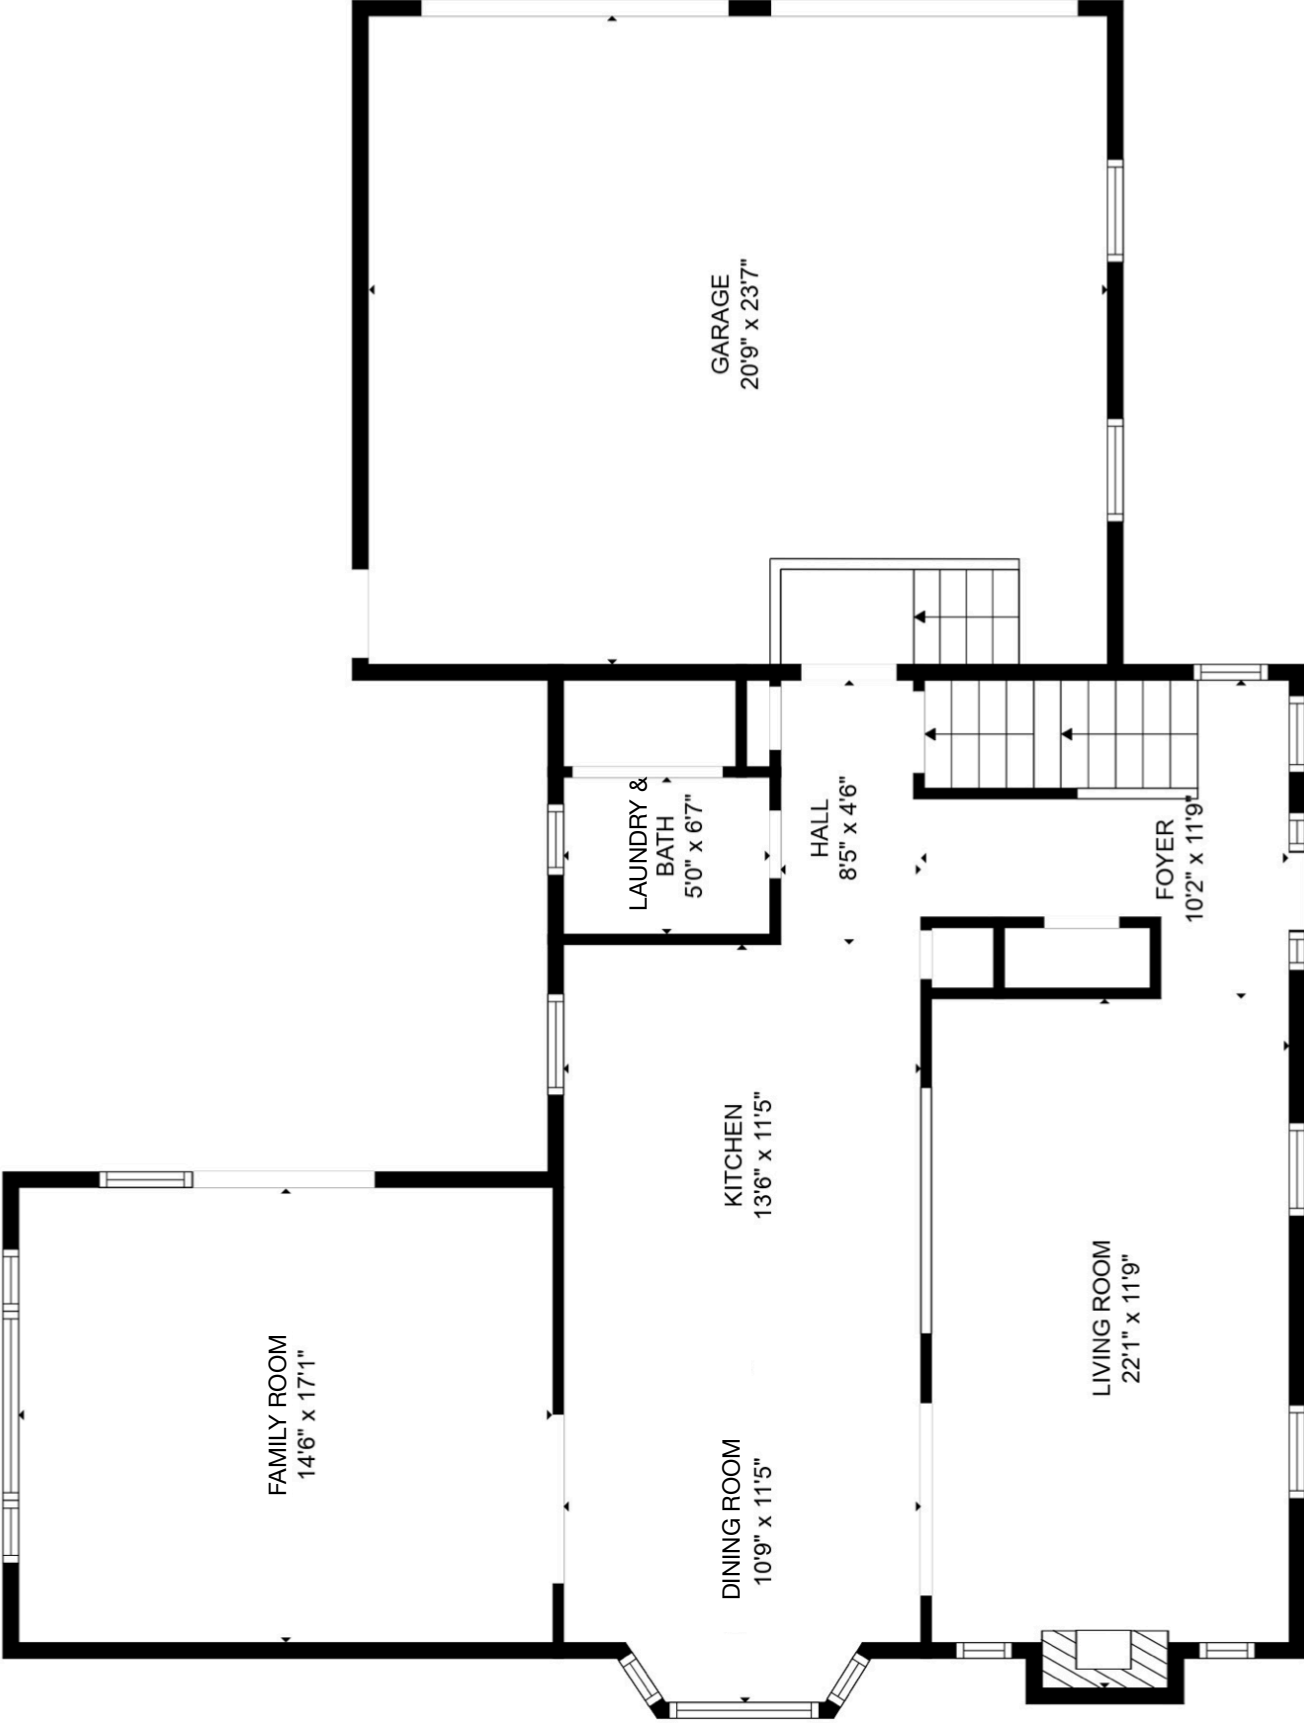 GARAGE
20'9" x 23'7"
LAUNDRY &
BATH
5'0" x 6'7"
HALL
8'5" x 4'6"
FOYER
10'2" x 11'9"
KITCHEN
13'6" x 11'5"
LIVING ROOM
22'1" x 11'9"
FAMILY ROOM
14'6" x 17'1"
DINING ROOM
10'9" x 11'5"